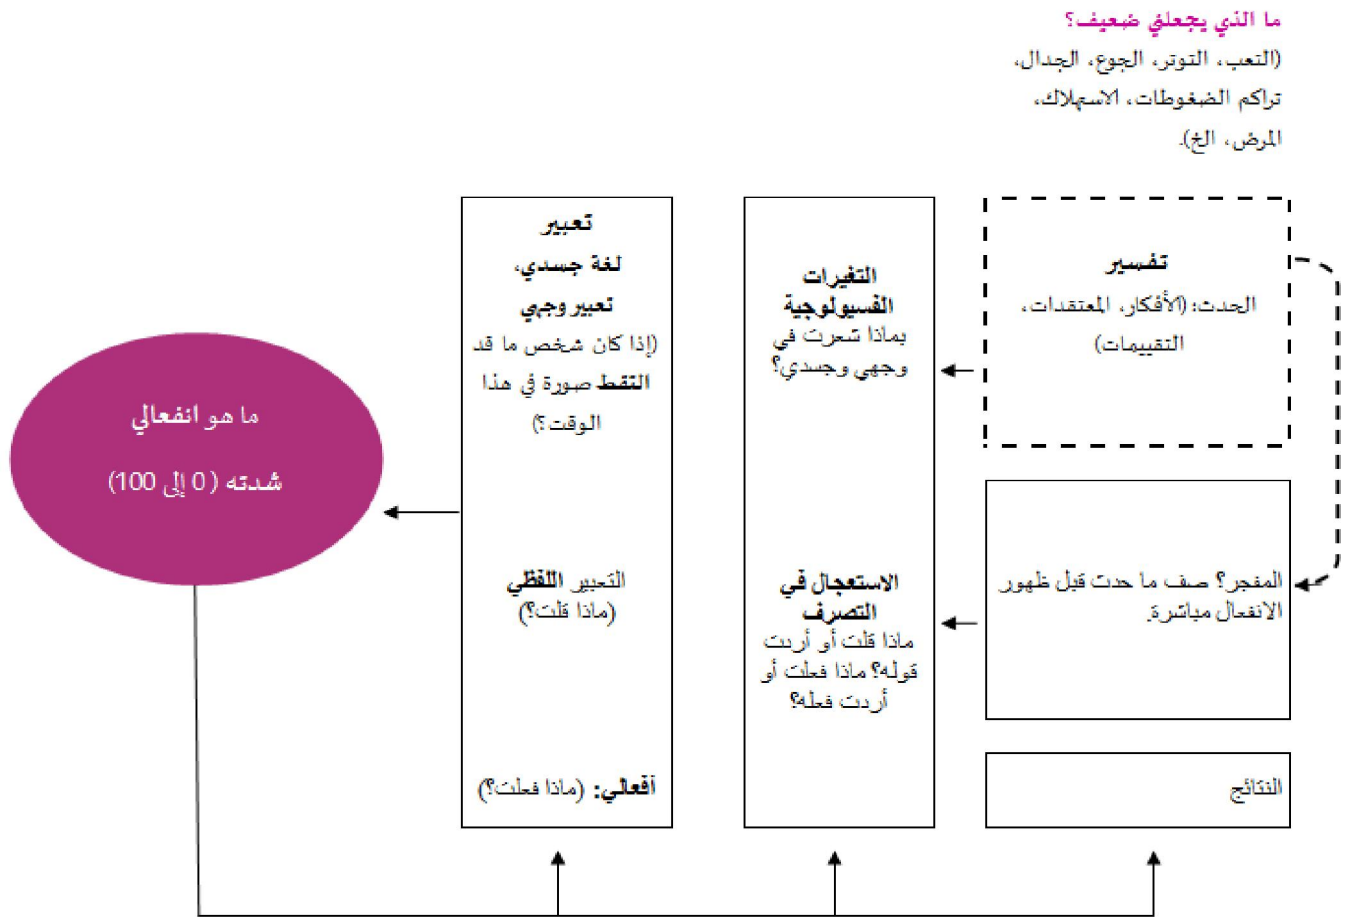 ما الذي يجعلني ضعيف؟
(التعب، التوتر، الجوع، الجدال،
تراكم الضغوطات، الاستهلاك،
المرض، الخ).
تفسير
الحدث: (الأفكار، المعتقدات،
التقييمات)
المفجر؟ صف ما حدث قبل ظهور
الانفعال مباشرة.
النتائج
التغيرات
الفسيولوجية
بماذا شعرت في
وجهي وجسدي؟
الاستعجال في
التصرف
ماذا قلت أو أردت
قوله؟ ماذا فعلت أو
أردت فعله؟
تعبير
لغة جسدي،
تعبير وجهي
(إذا كان شخص ما قد
التقط صورة في هذا
الوقت؟)
التعبير اللفظي
(ماذا قلت؟)
أفعالي: (ماذا فعلت؟)
ما هو انفعالي
شدته (0 إلى 100)